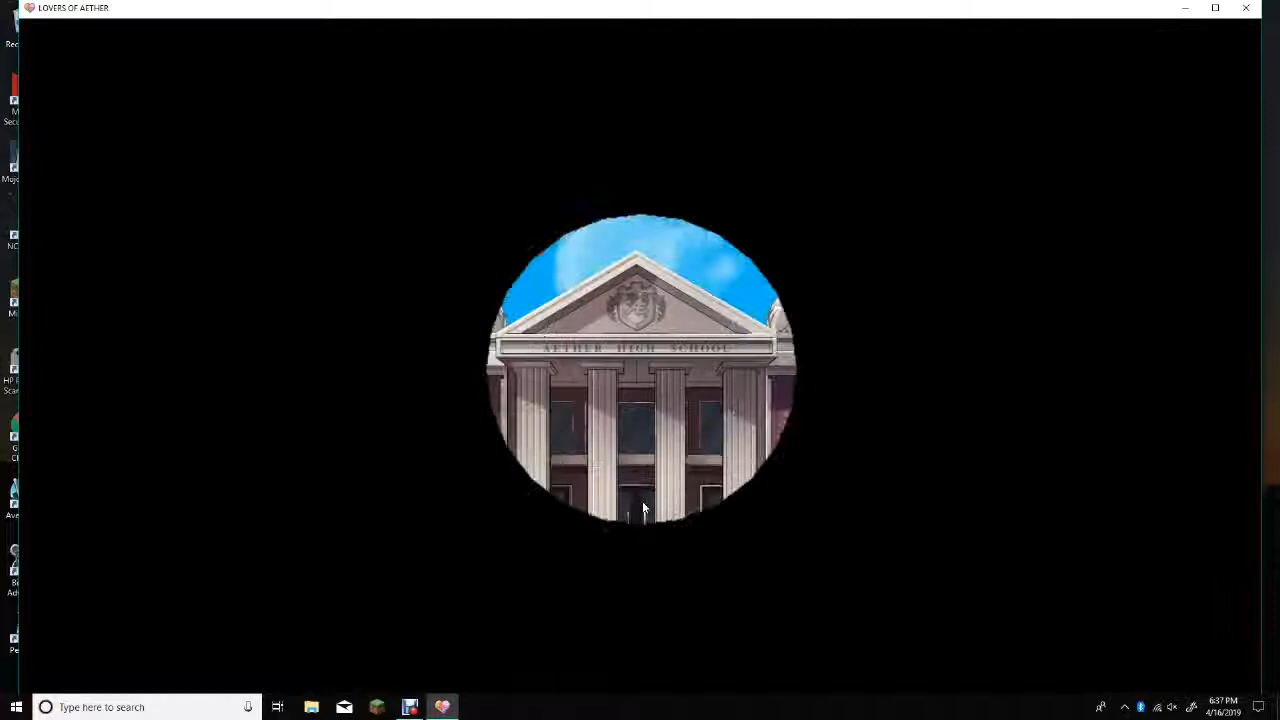 LOVERS OF AETHER
AETHER HIGH SCHOOL
Type here to search
6:37 PM
4/16/2019